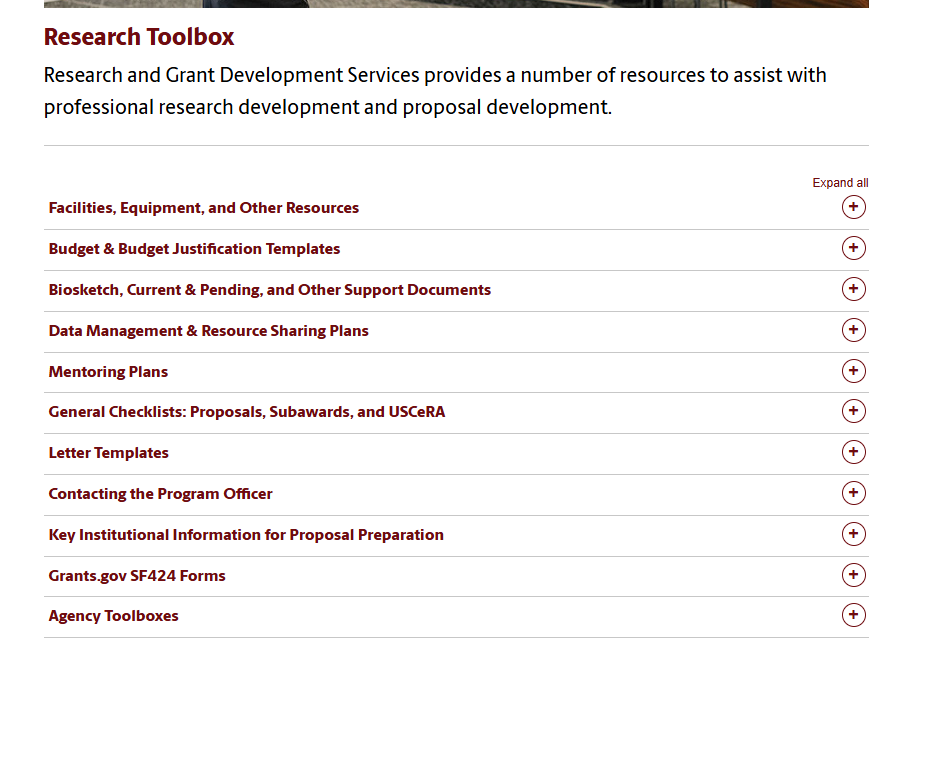 Research Toolbox
Research and Grant Development Services provides a number of resources to assist with
professional research development and proposal development.
Expand all
Facilities, Equipment, and Other Resources
Budget & Budget Justification Templates
Biosketch, Current & Pending, and Other Support Documents
Data Management & Resource Sharing Plans
Mentoring Plans
General Checklists: Proposals, Subawards, and USCeRA
Letter Templates
Contacting the Program Officer
Key Institutional Information for Proposal Preparation
Grants.gov SF424 Forms
Agency Toolboxes